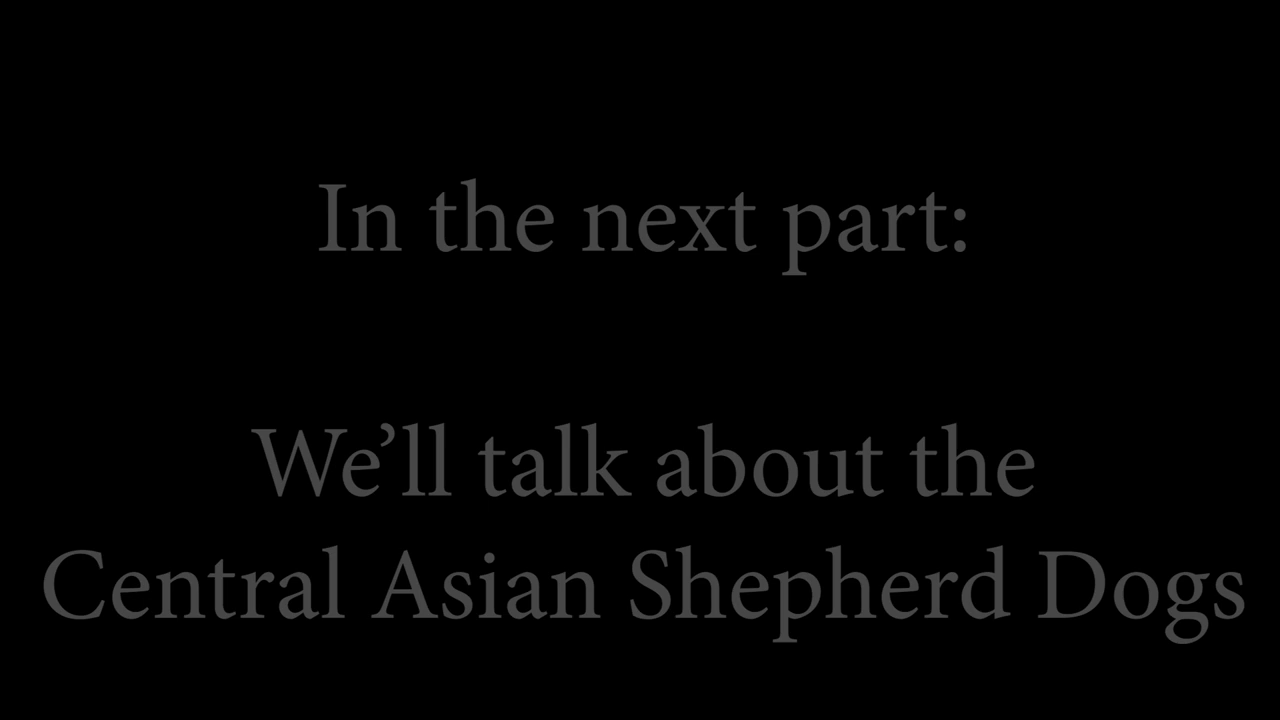 In the next part:
We’ll talk about the
Central Asian Shepherd Dogs